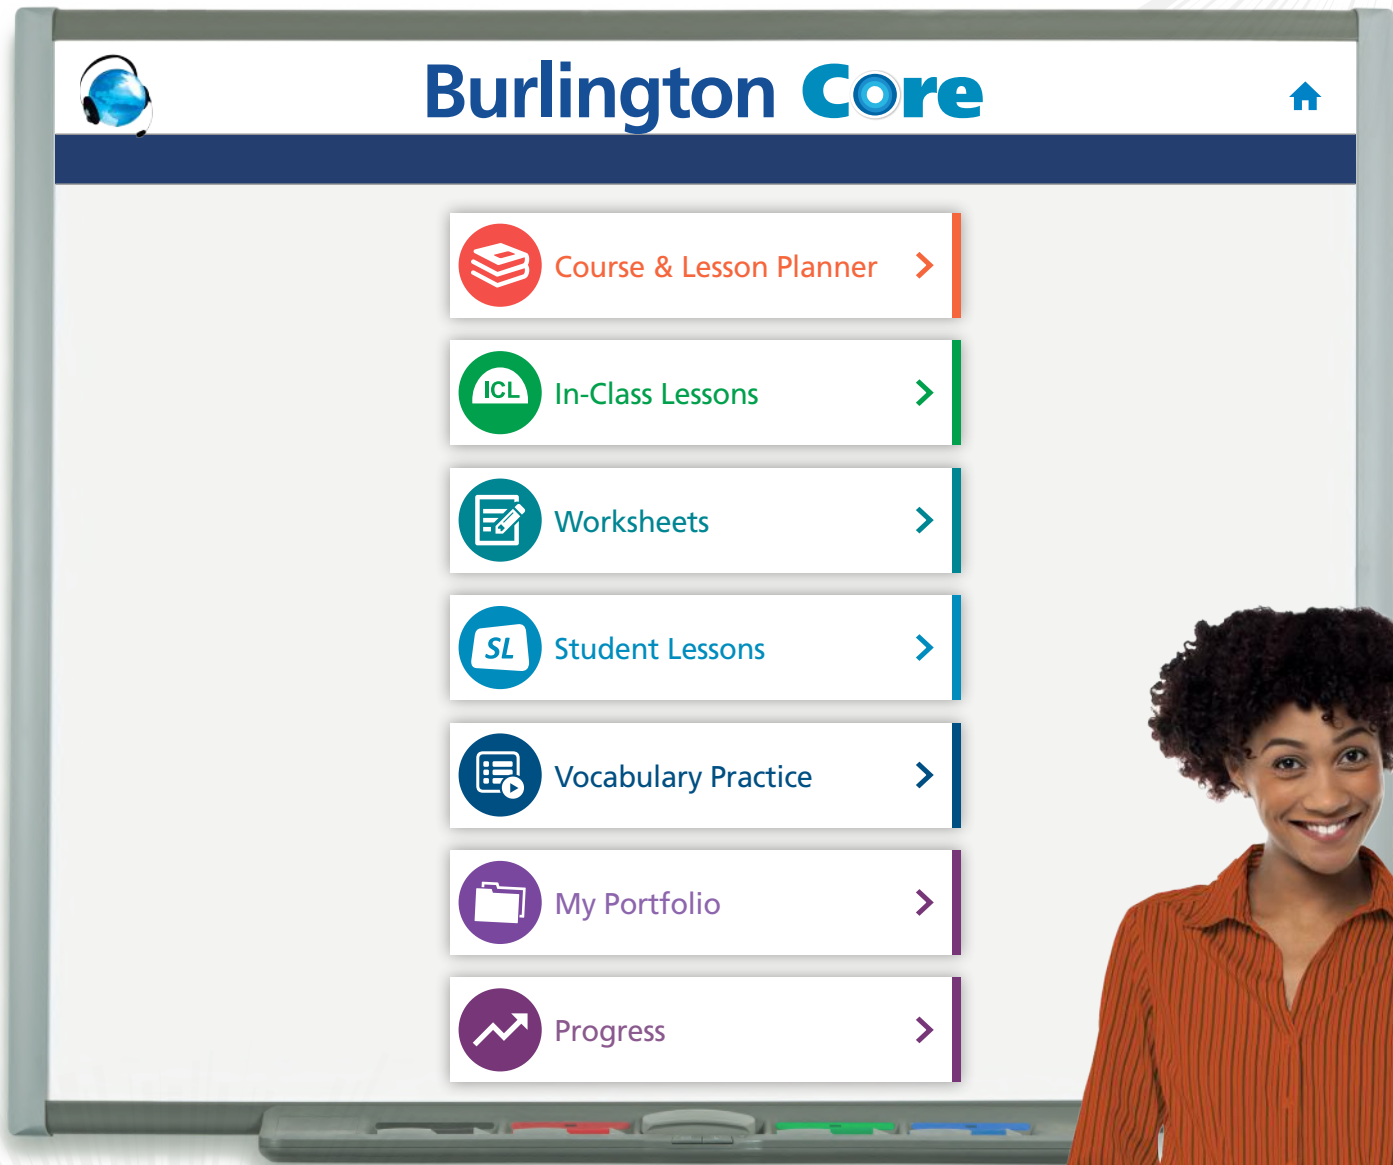 Burlington Core
Course & Lesson Planner
ICL
In-Class Lessons
Worksheets
SL
Student Lessons
Vocabulary Practice
My Portfolio
Progress